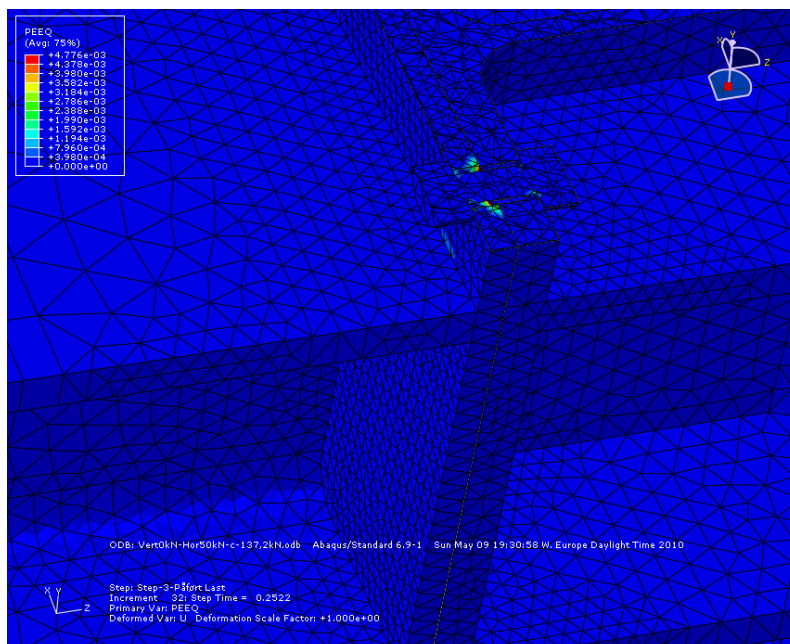 PEEQ
(Avg: 75%)
+4.776e-03
+4.378e-03
+3.980e-03
+3.582e-03
+3.184e-03
+2.786e-03
+2.388e-03
+1.990e-03
+1.592e-03
+1.194e-03
+7.960e-04
+3.980e-04
+0.000e+00
X Y Z
ODB: Vert0kN-Hor50kN-c-137,2kN.odb Abaqus/Standard 6.9-1 Sun May 09 19:30:58 W. Europe Daylight Time 2010
X Y Z
Step: Step-3-Påført Last
Increment 32: Step Time = 0.2522
Primary Var: PEEQ
Deformed Var: U Deformation Scale Factor: +1.000e+00